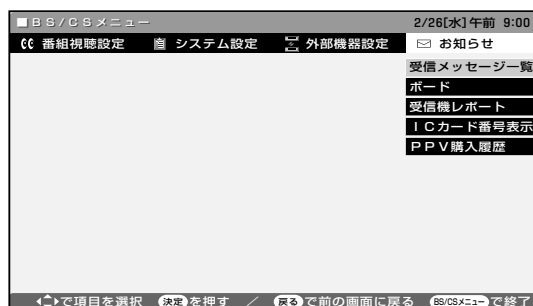 ■BS/CSメニュー 2/26[水]午前 9:00
番組視聴設定 システム設定 外部機器設定 お知らせ
受信メッセージ一覧
ボード
受信機レポート
ICカード番号表示
PPV購入履歴
で項目を選択 決定を押す / 戻るで前の画面に戻る BS/CSメニューで終了